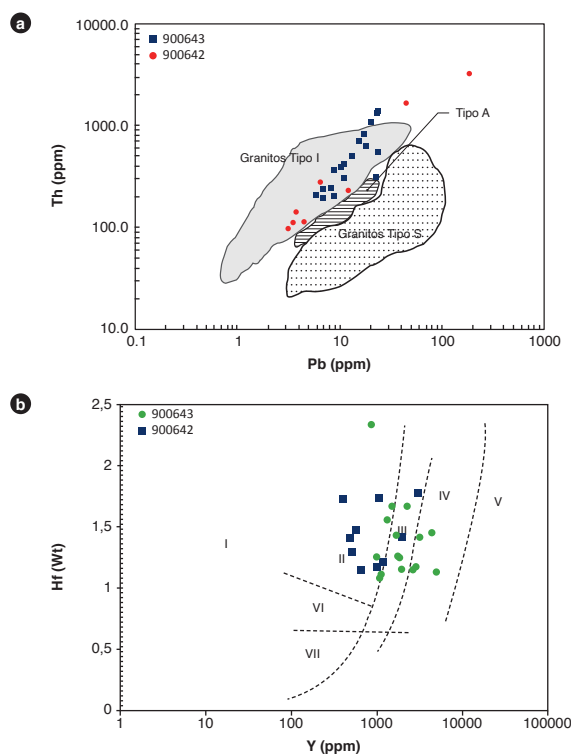 a
900643
900642
10000.0
1000.0
100.0
10.0
Th (ppm)
Tipo A
Granitos Tipo I
Granitos Tipo S
0.1
1
10
100
1000
Pb (ppm)
b
900643
900642
2,5
2
1,5
1
0,5
0
Hf (Wt)
I
II
III
IV
V
VI
VII
1
10
100
1000
10000
100000
Y (ppm)